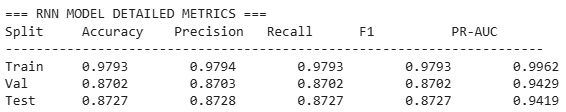 === RNN MODEL DETAILED METRICS ===
Split Accuracy Precision Recall F1 PR-AUC
----------------------------------------------------------------------
Train 0.9793 0.9794 0.9793 0.9793 0.9962
Val 0.8702 0.8703 0.8702 0.8702 0.9429
Test 0.8727 0.8728 0.8727 0.8727 0.9419